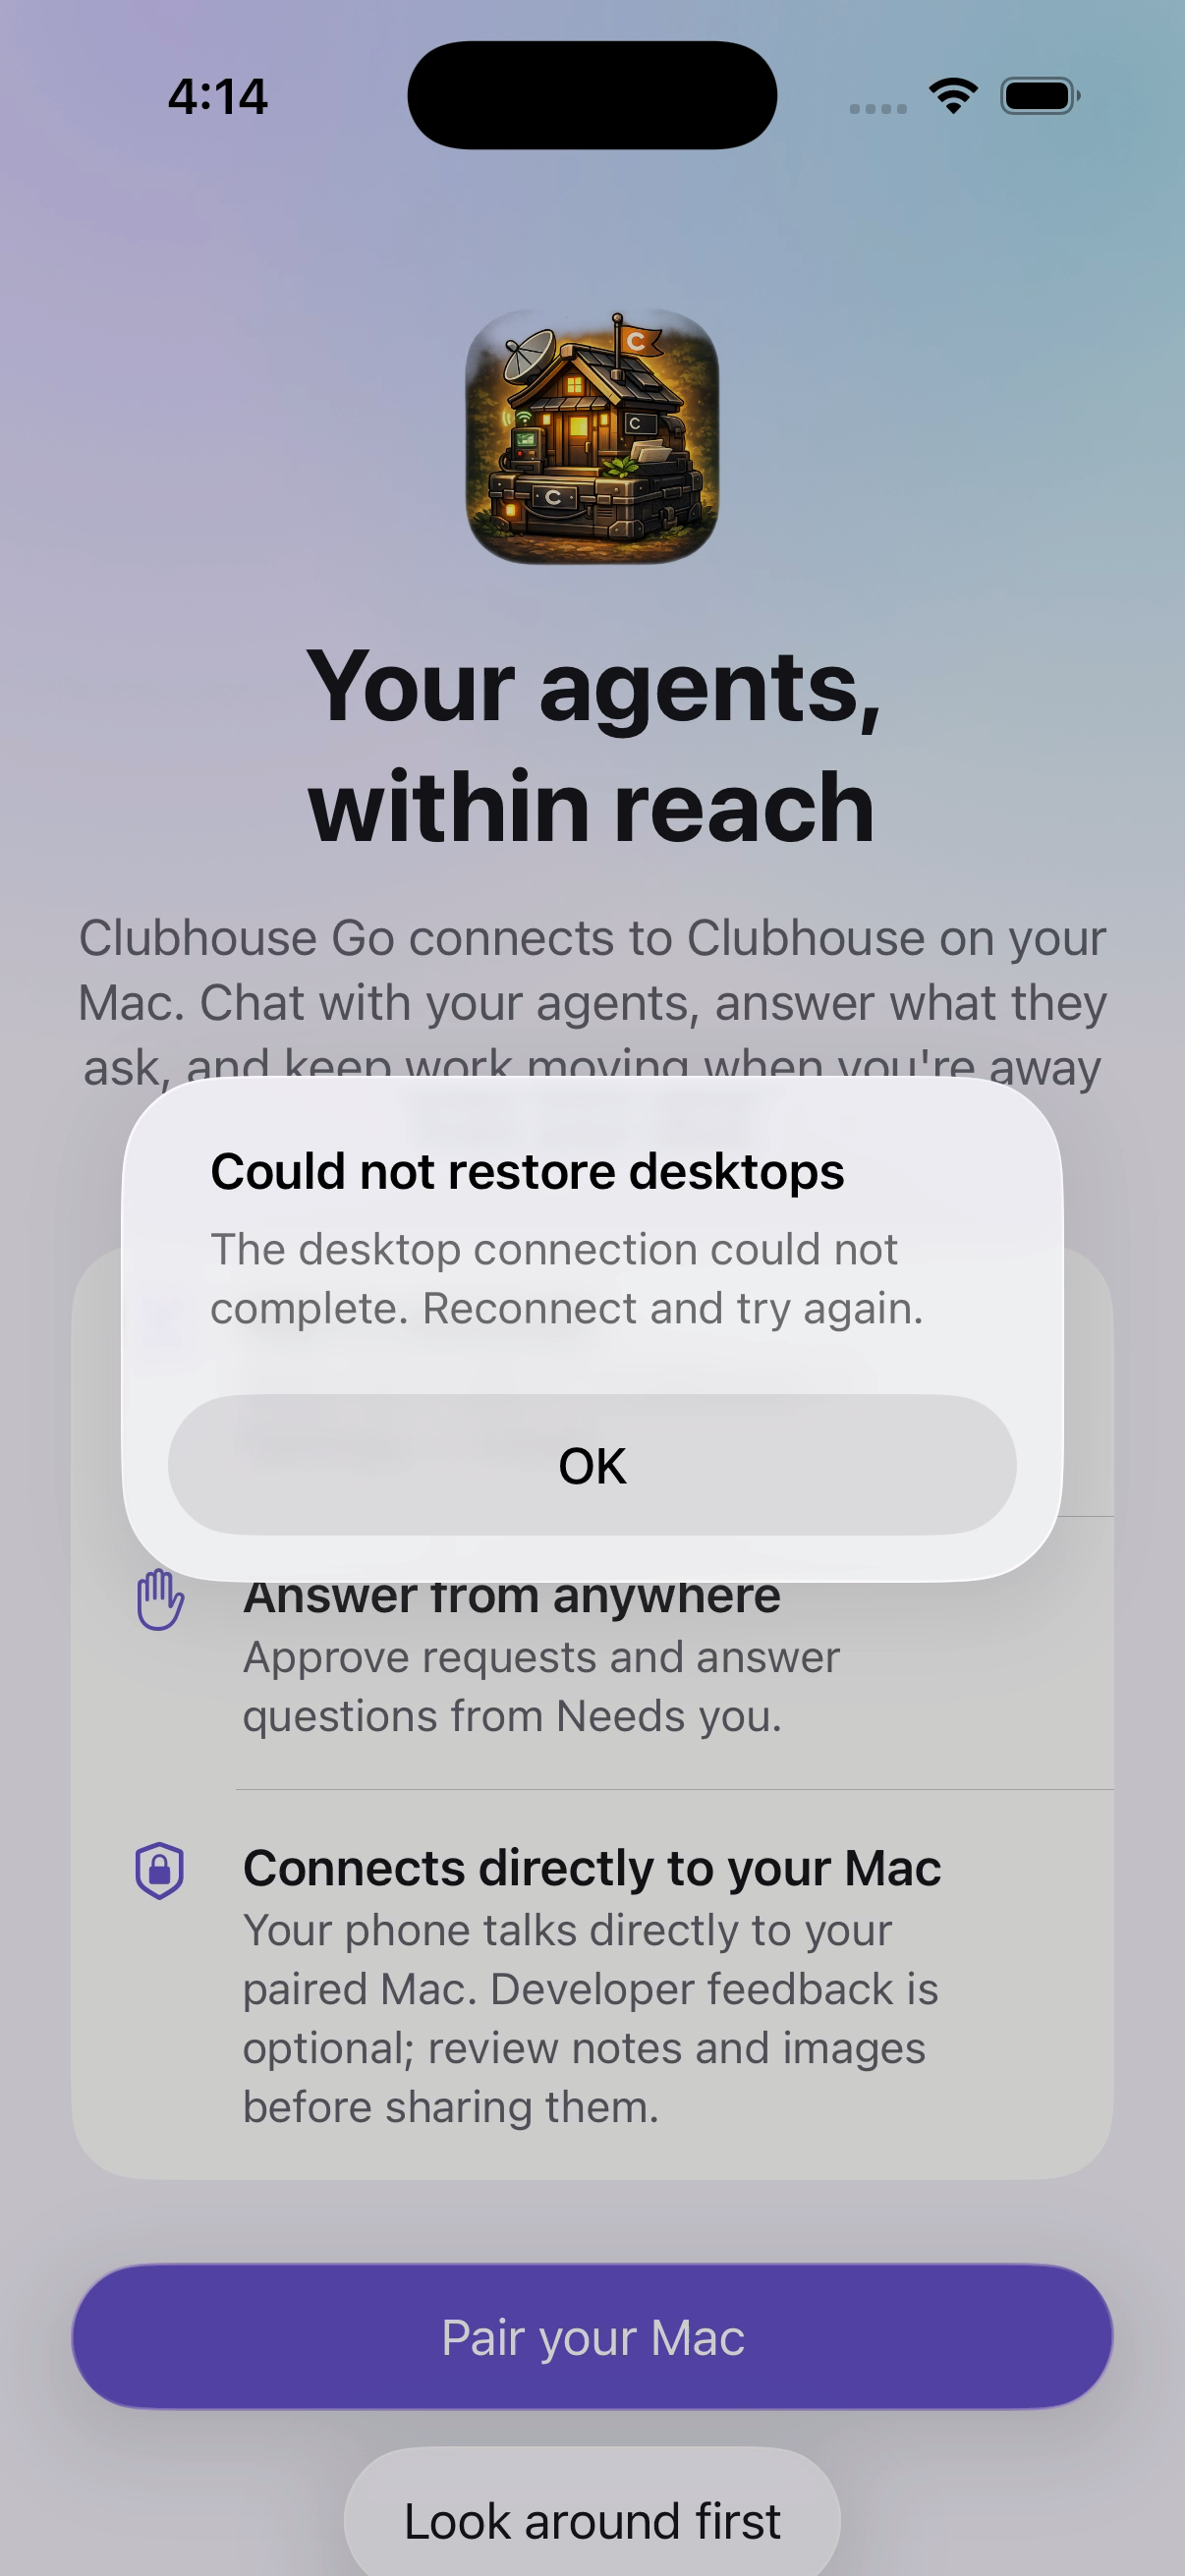 4:14
C
C
C
Your agents,
within reach
Clubhouse Go connects to Clubhouse on your
Mac. Chat with your agents, answer what they
ask, and keep work moving when you're away
Could not restore desktops
The desktop connection could not
complete. Reconnect and try again.
OK
Answer from anywhere
Approve requests and answer
questions from Needs you.
Connects directly to your Mac
Your phone talks directly to your
paired Mac. Developer feedback is
optional; review notes and images
before sharing them.
Pair your Mac
Look around first